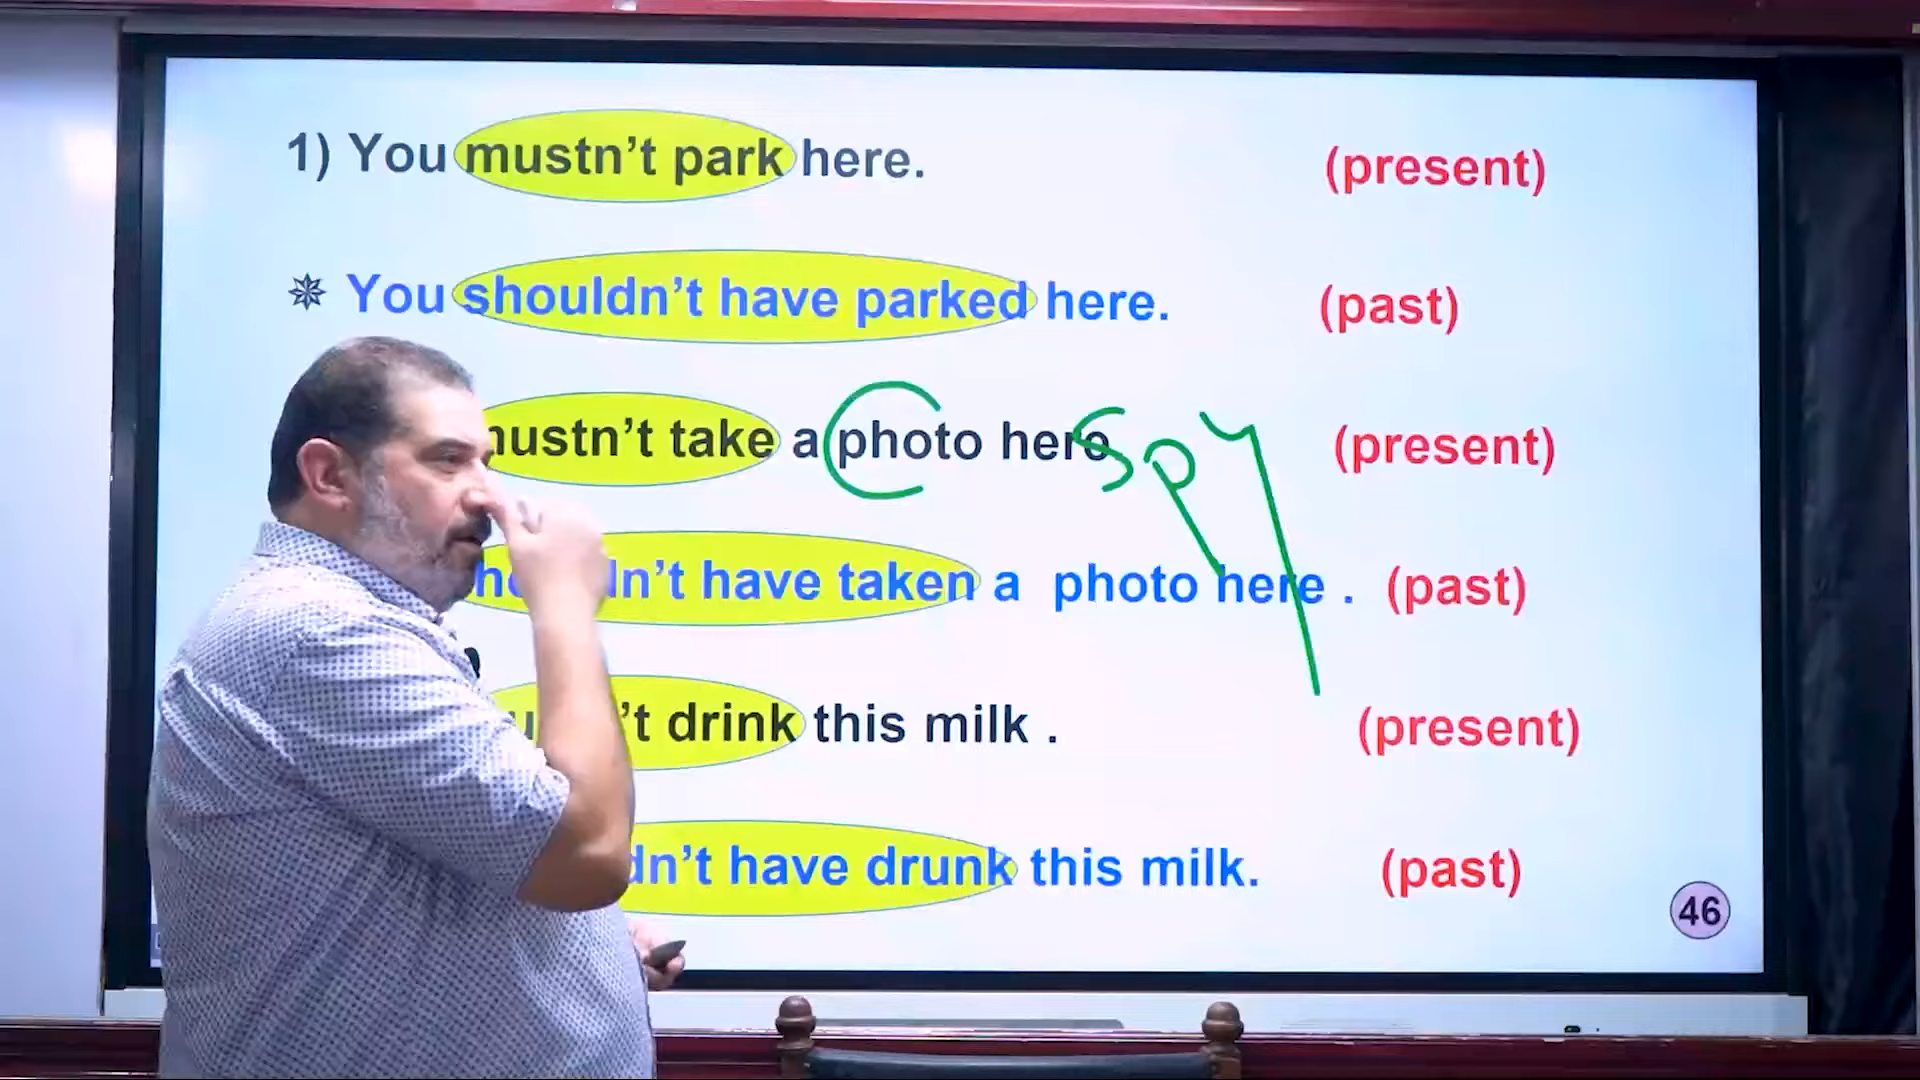 1) You mustn't park here. (present)
You shouldn't have parked here. (past)
mustn't take a photo here (present)
spy
have taken a photo here . (past)
drink this milk . (present)
have drunk this milk. (past)
46